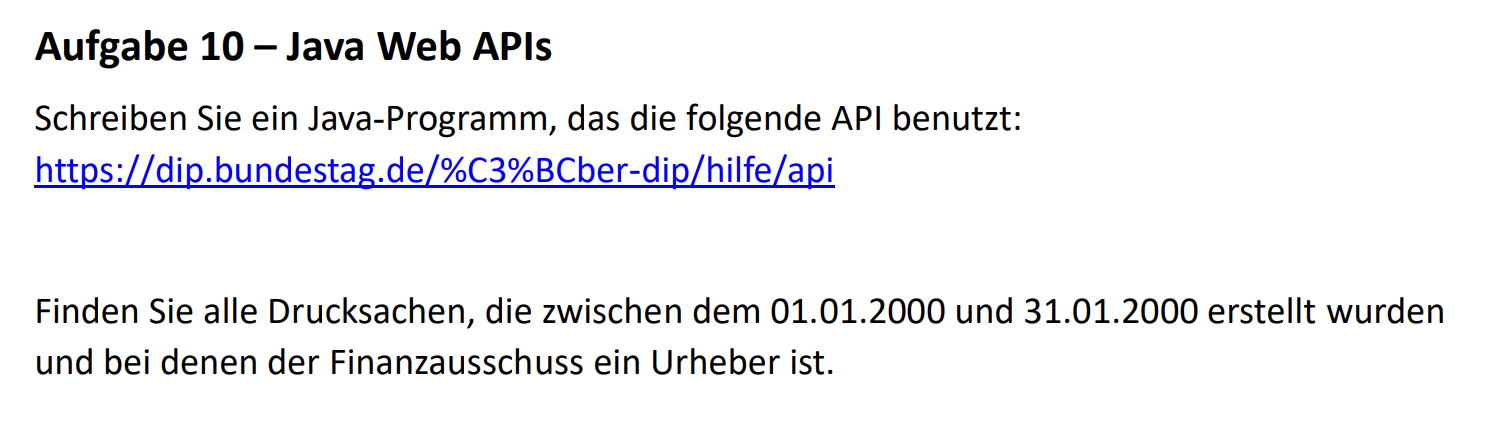 Aufgabe 10 – Java Web APIs
Schreiben Sie ein Java-Programm, das die folgende API benutzt:
https://dip.bundestag.de/%C3%BCber-dip/hilfe/api
Finden Sie alle Drucksachen, die zwischen dem 01.01.2000 und 31.01.2000 erstellt wurden
und bei denen der Finanzausschuss ein Urheber ist.